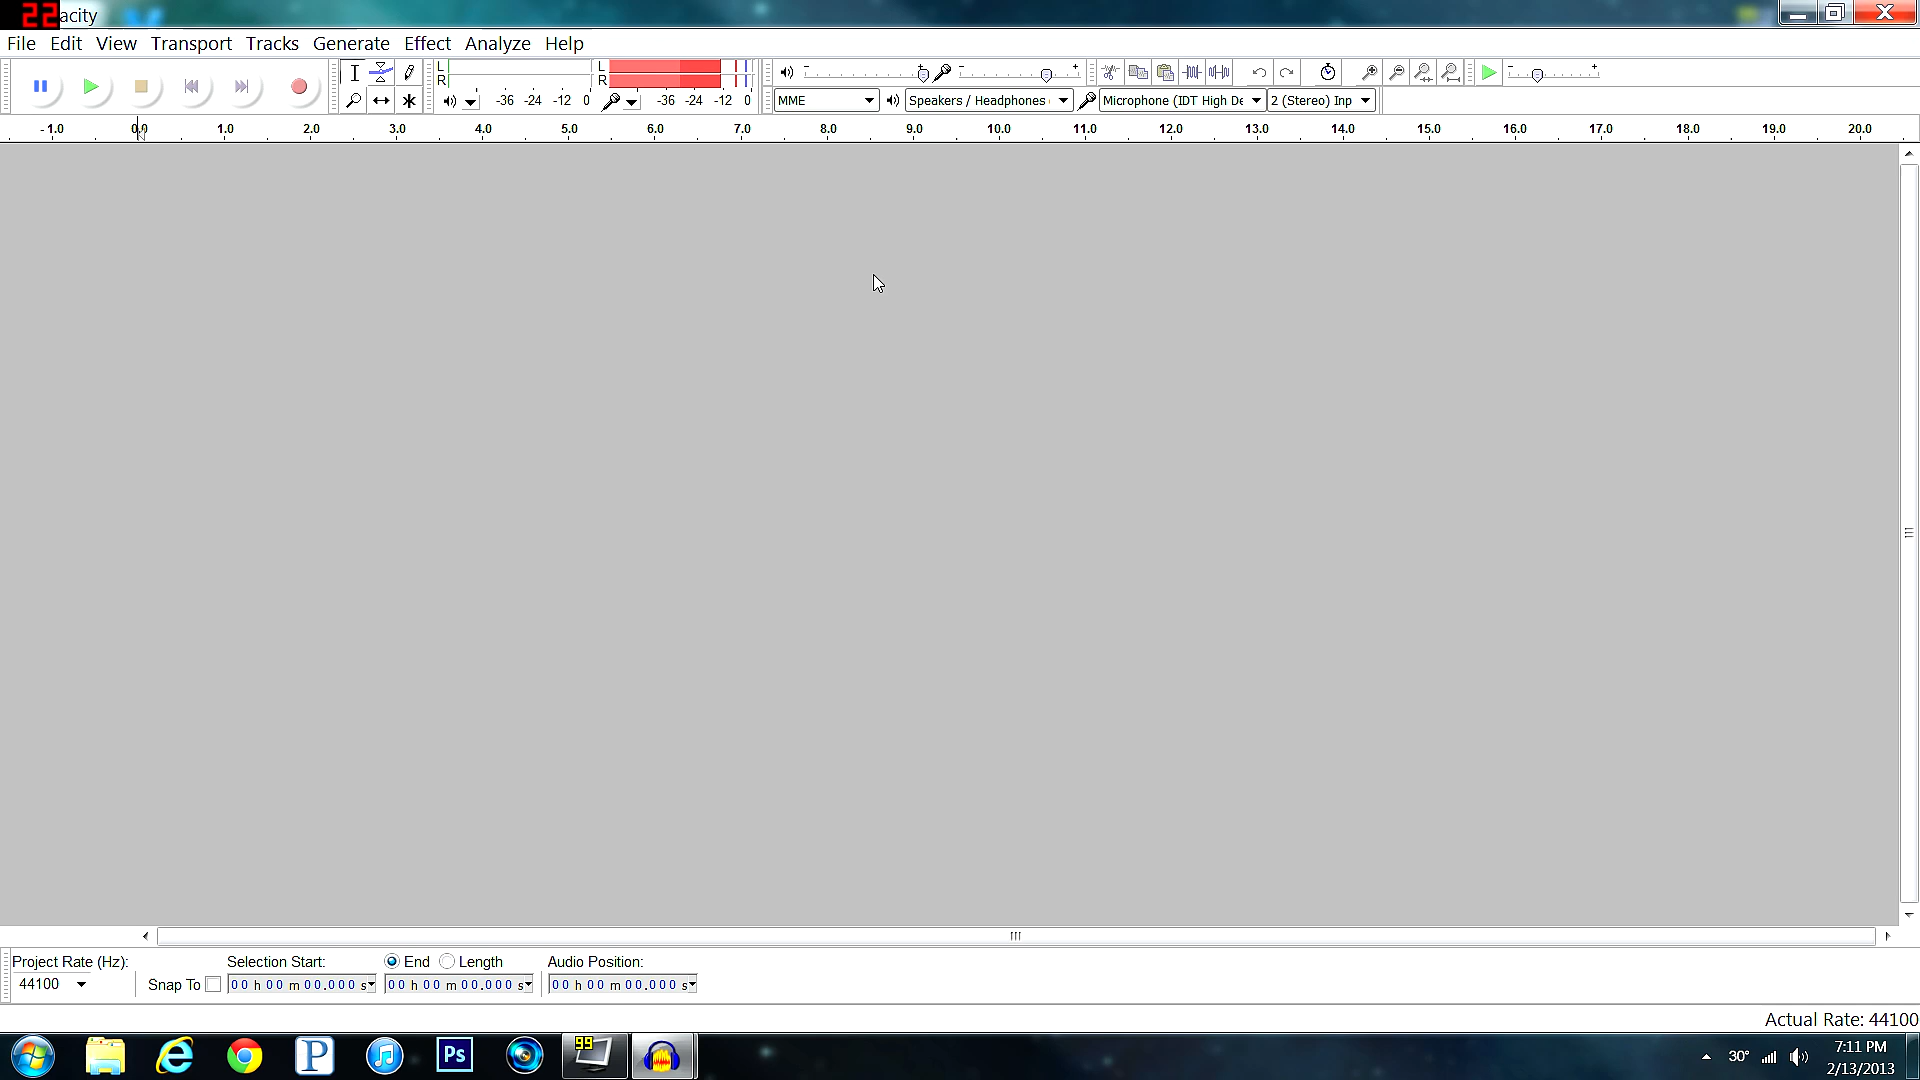 22
acity
File Edit View Transport Tracks Generate Effect Analyze Help
L
R
L
R
-36 -24 -12 0
-36 -24 -12 0
MME
Speakers / Headphones
Microphone (IDT High De
2 (Stereo) Inp
- 1.0 0.0 1.0 2.0 3.0 4.0 5.0 6.0 7.0 8.0 9.0 10.0 11.0 12.0 13.0 14.0 15.0 16.0 17.0 18.0 19.0 20.0
Project Rate (Hz):
Selection Start:
End
Length
Audio Position:
44100
Snap To
00 h 00 m 00.000 s
00 h 00 m 00.000 s
00 h 00 m 00.000 s
Actual Rate: 44100
P
Ps
99
30°
7:11 PM
2/13/2013